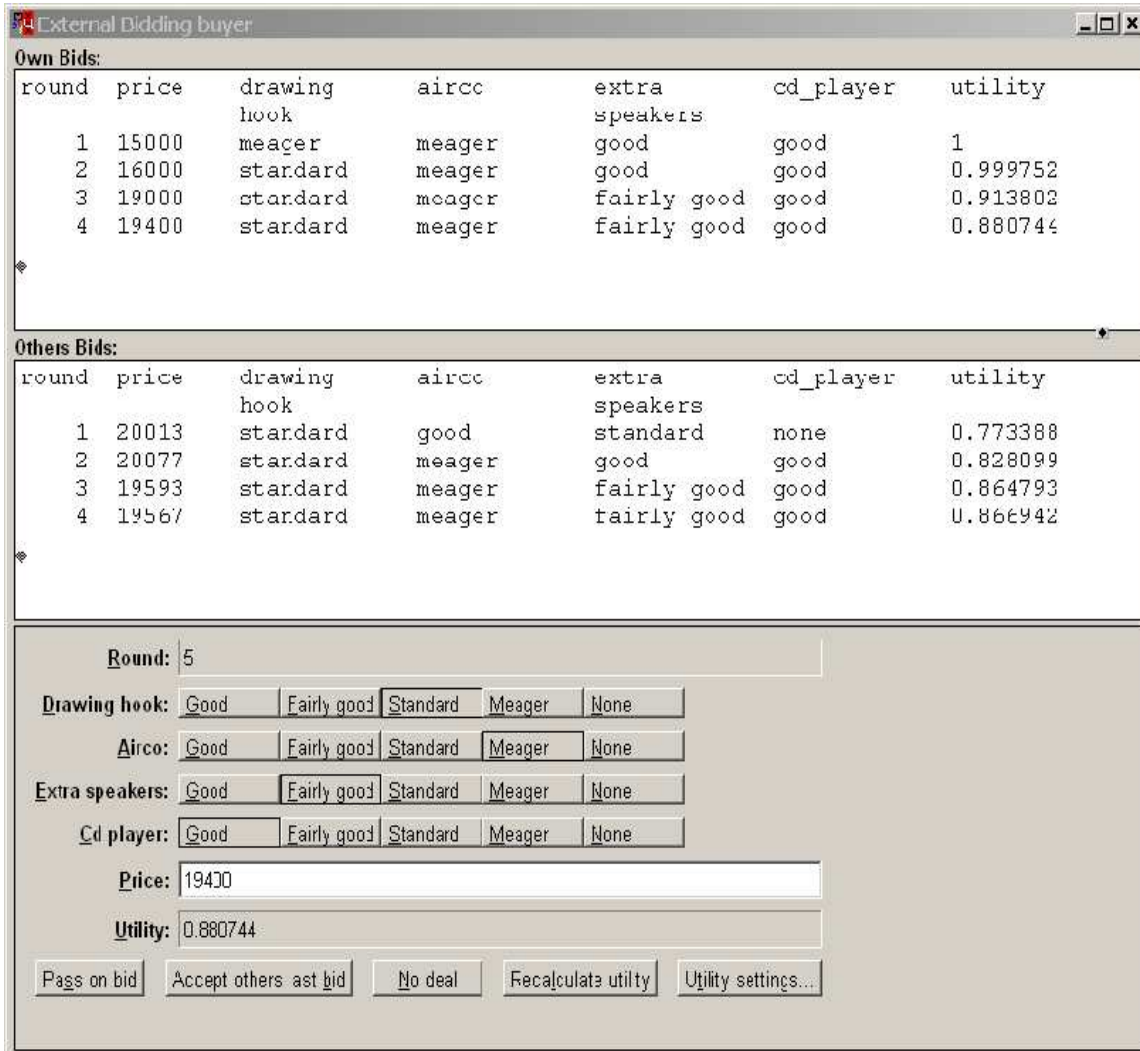 External Bidding buyer
Own Bids:
round price drawing airco extra cd_player utility
hook speakers
1 15000 meager meager good good 1
2 16000 standard meager good good 0.999752
3 19000 standard meager fairly good good 0.913802
4 19400 standard meager fairly good good 0.880744
Others Bids:
round price drawing airco extra cd_player utility
hook speakers
1 20013 standard good standard none 0.773388
2 20077 standard meager good good 0.828099
3 19593 standard meager fairly good good 0.864793
4 19567 standard meager fairly good good 0.866942
Round: 5
Drawing hook: Good Fairly good Standard Meager None
Airco: Good Fairly good Standard Meager None
Extra speakers: Good Fairly good Standard Meager None
Cd player: Good Fairly good Standard Meager None
Price: 19400
Utility: 0.880744
Pass on bid Accept others last bid No deal Recalculate utility Utility settings...